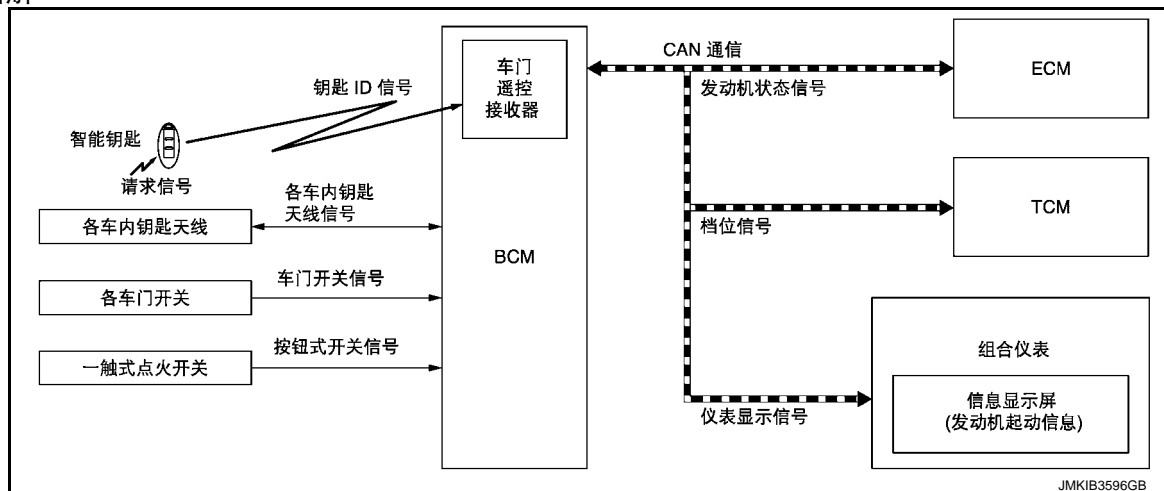 CAN 通信
发动机状态信号
ECM
车门
遥控
接收器
钥匙 ID 信号
智能钥匙
请求信号
各车内钥匙
天线信号
各车内钥匙天线
BCM
档位信号
TCM
车门开关信号
各车门开关
按钮式开关信号
一触式点火开关
组合仪表
信息显示屏
(发动机起动信息)
仪表显示信号
JMKIB3596GB